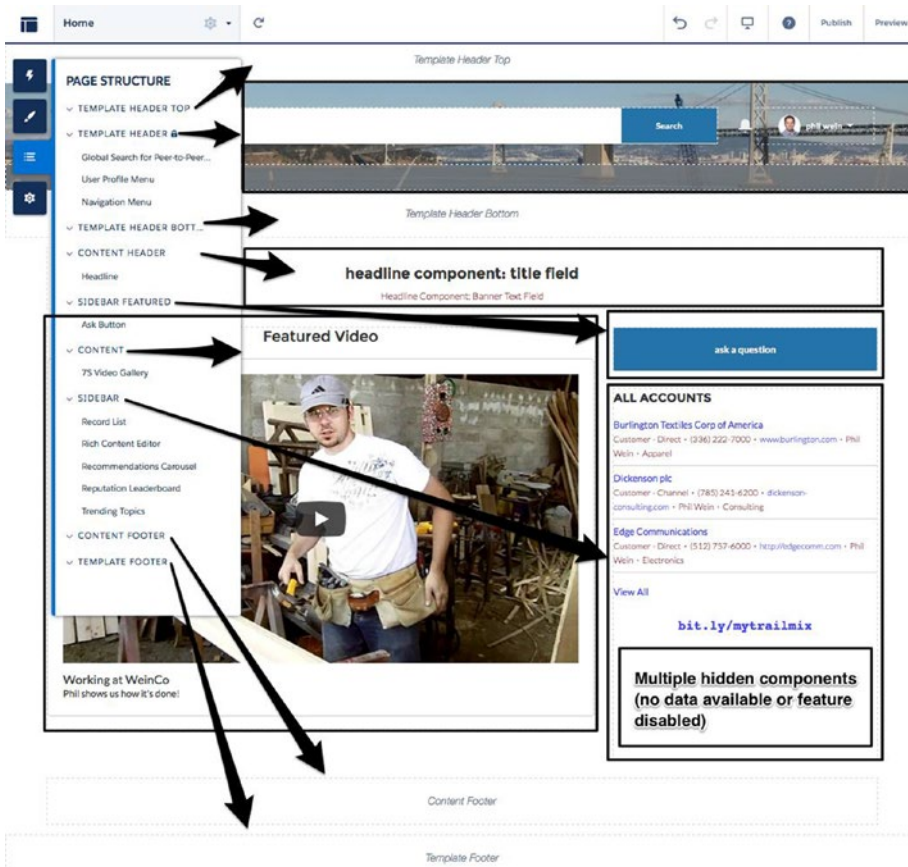 Home
Publish
Preview
Template Header Top
PAGE STRUCTURE
TEMPLATE HEADER TOP
TEMPLATE HEADER
Global Search for Peer-to-Peer...
User Profile Menu
Navigation Menu
TEMPLATE HEADER BOTT...
CONTENT HEADER
Headline
SIDEBAR FEATURED
Ask Button
CONTENT
7S Video Gallery
SIDEBAR
Record List
Rich Content Editor
Recommendations Carousel
Reputation Leaderboard
Trending Topics
CONTENT FOOTER
TEMPLATE FOOTER
Search
phil wein
Template Header Bottom
headline component: title field
Headline Component: Banner Text Field
Featured Video
Working at WeinCo
Phil shows us how it's done!
ask a question
ALL ACCOUNTS
Burlington Textiles Corp of America
Customer - Direct • (336) 222-7000 • www.burlington.com • Phil
Wein • Apparel
Dickenson plc
Customer - Channel • (785) 241-6200 • dickenson-
consulting.com • Phil Wein • Consulting
Edge Communications
Customer - Direct • (512) 757-6000 • http://edgecomm.com • Phil
Wein • Electronics
View All
bit.ly/mytrailmix
Multiple hidden components
(no data available or feature
disabled)
Content Footer
Template Footer